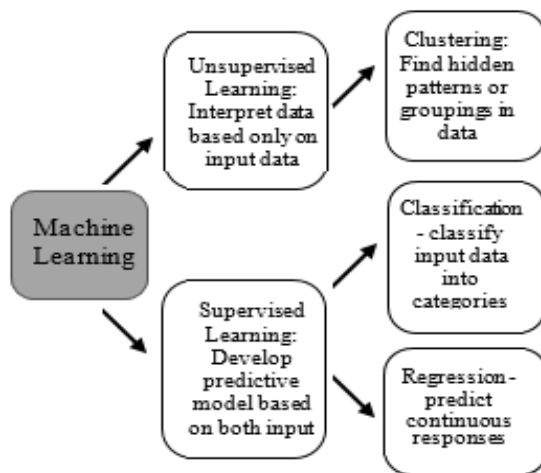 Machine
Learning
Unsupervised
Learning:
Interpret data
based only on
input data
Clustering:
Find hidden
patterns or
groupings in
data
Supervised
Learning:
Develop
predictive
model based
on both input
Classification
- classify
input data
into
categories
Regression-
predict
continuous
responses